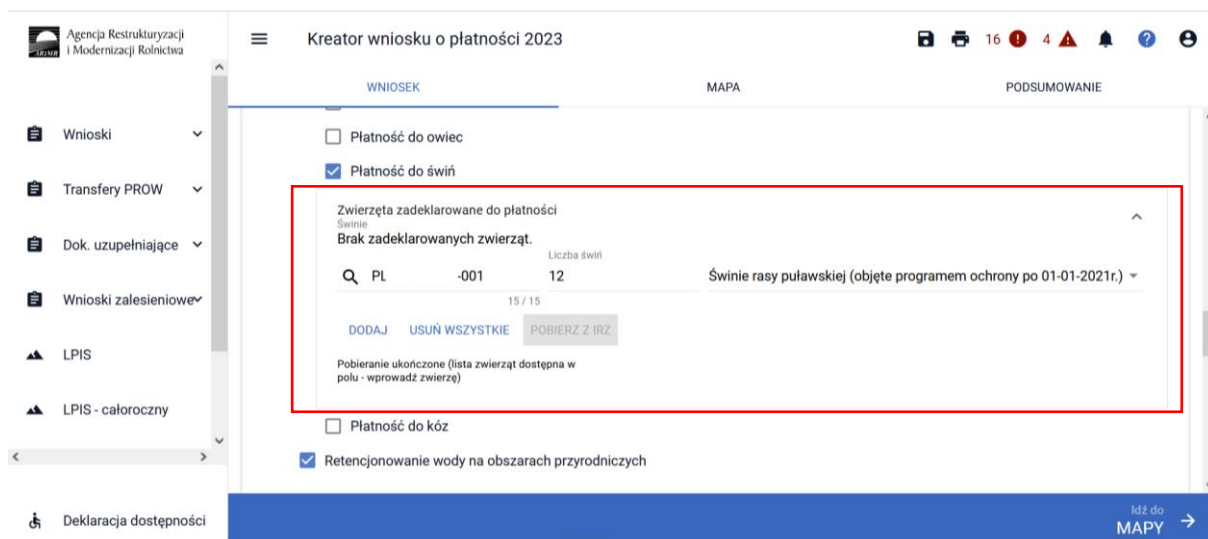 Agencja Restrukturyzacji
i Modernizacji Rolnictwa
ARiMR
Kreator wniosku o płatności 2023
16
4
WNIOSEK
MAPA
PODSUMOWANIE
Wnioski
Transfery PROW
Dok. uzupełniające
Wnioski zalesieniowe
LPIS
LPIS - całoroczny
Deklaracja dostępności
Płatność do owiec
Płatność do świń
Zwierzęta zadeklarowane do płatności
Świnie
Brak zadeklarowanych zwierząt.
Liczba świń
PL -001
12
Świnie rasy puławskiej (objęte programem ochrony po 01-01-2021r.)
15 / 15
DODAJ
USUŃ WSZYSTKIE
POBIERZ Z IRZ
Pobieranie ukończone (lista zwierząt dostępna w
polu - wprowadź zwierzę)
Płatność do kóz
Retencjonowanie wody na obszarach przyrodniczych
Idź do
MAPY